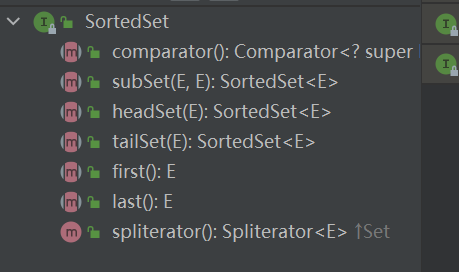 SortedSet
comparator(): Comparator<? super
subSet(E, E): SortedSet<E>
headSet(E): SortedSet<E>
tailSet(E): SortedSet<E>
first(): E
last(): E
spliterator(): Spliterator<E> ↑Set